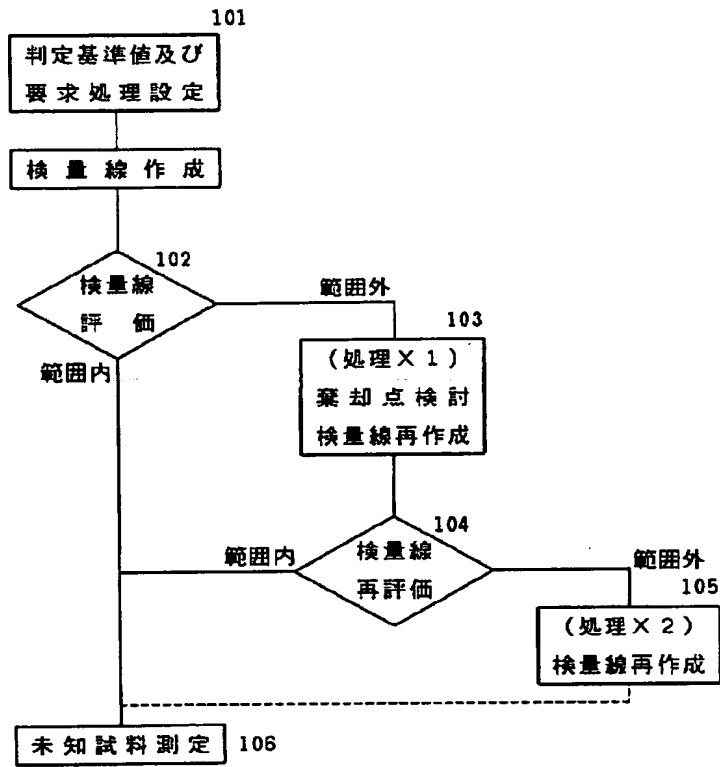 101
判定基準値及び
要求処理設定
検量線作成
102
検量線
評価
範囲外
範囲内
103
(処理X1)
棄却点検討
検量線再作成
104
検量線
再評価
範囲内
範囲外
105
(処理X2)
検量線再作成
未知試料測定 106